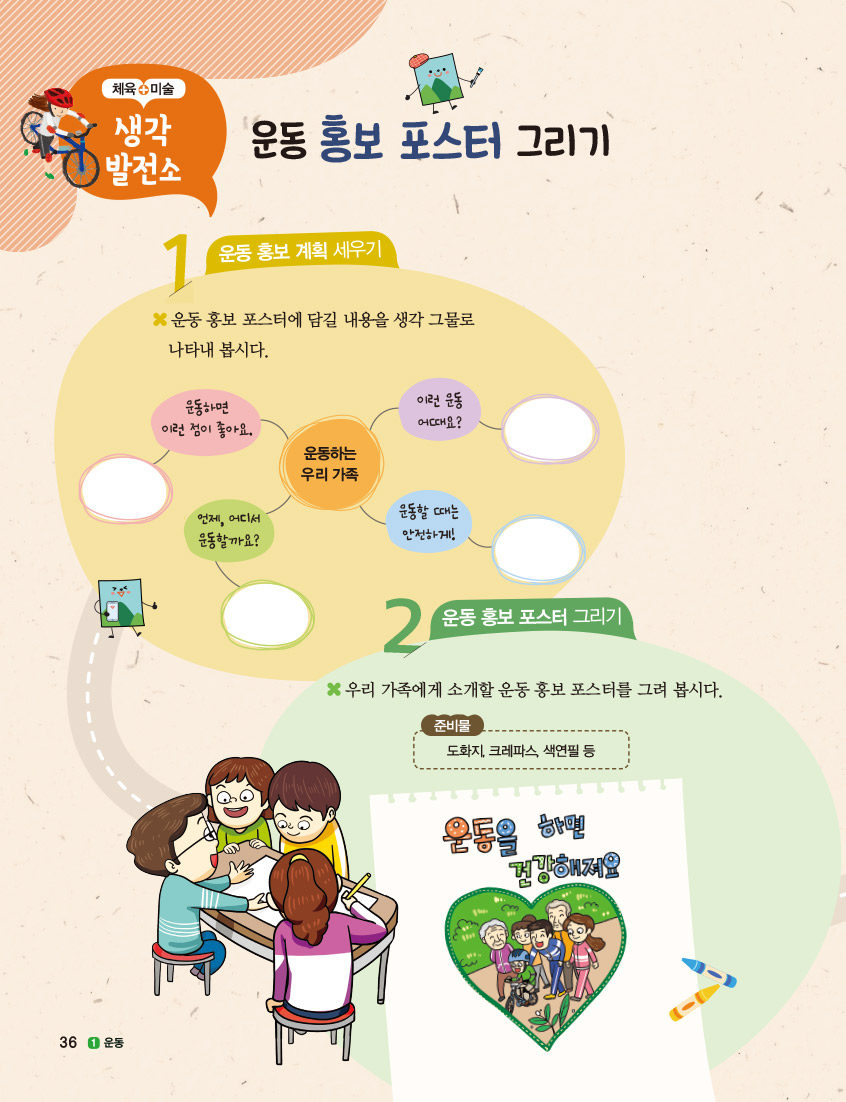 체육+미술
생각
발전소
운동 홍보 포스터 그리기
1 운동 홍보 계획 세우기
운동 홍보 포스터에 담길 내용을 생각 그물로
나타내 봅시다.
운동하면
이런 점이 좋아요.
이런 운동
어때요?
운동하는
우리 가족
언제, 어디서
운동할까요?
운동할 때는
안전하게!
2 운동 홍보 포스터 그리기
우리 가족에게 소개할 운동 홍보 포스터를 그려 봅시다.
준비물
도화지, 크레파스, 색연필 등
운동을 하면
건강해져요
36 1 운동